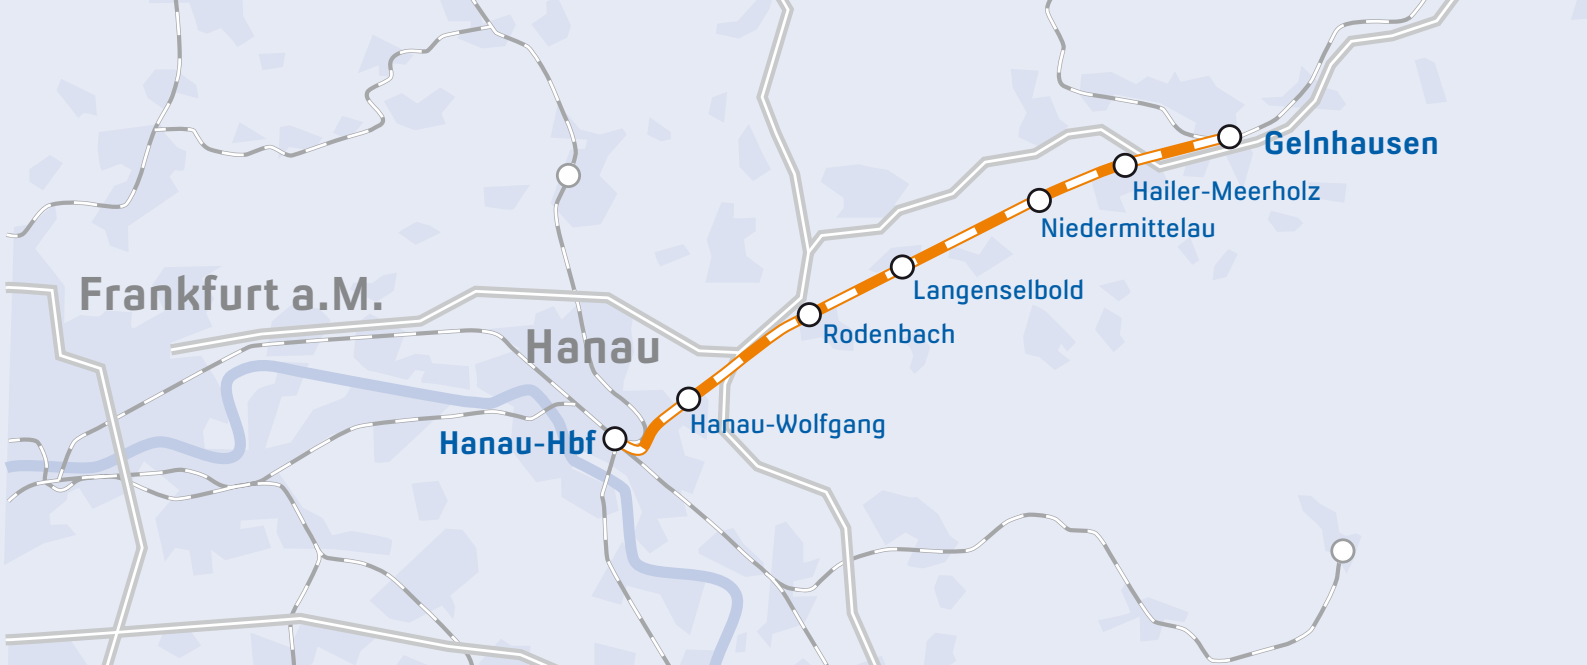 Gelnhausen
Hailer-Meerholz
Niedermittelau
Langenselbold
Frankfurt a.M.
Rodenbach
Hanau
Hanau-Wolfgang
Hanau-Hbf